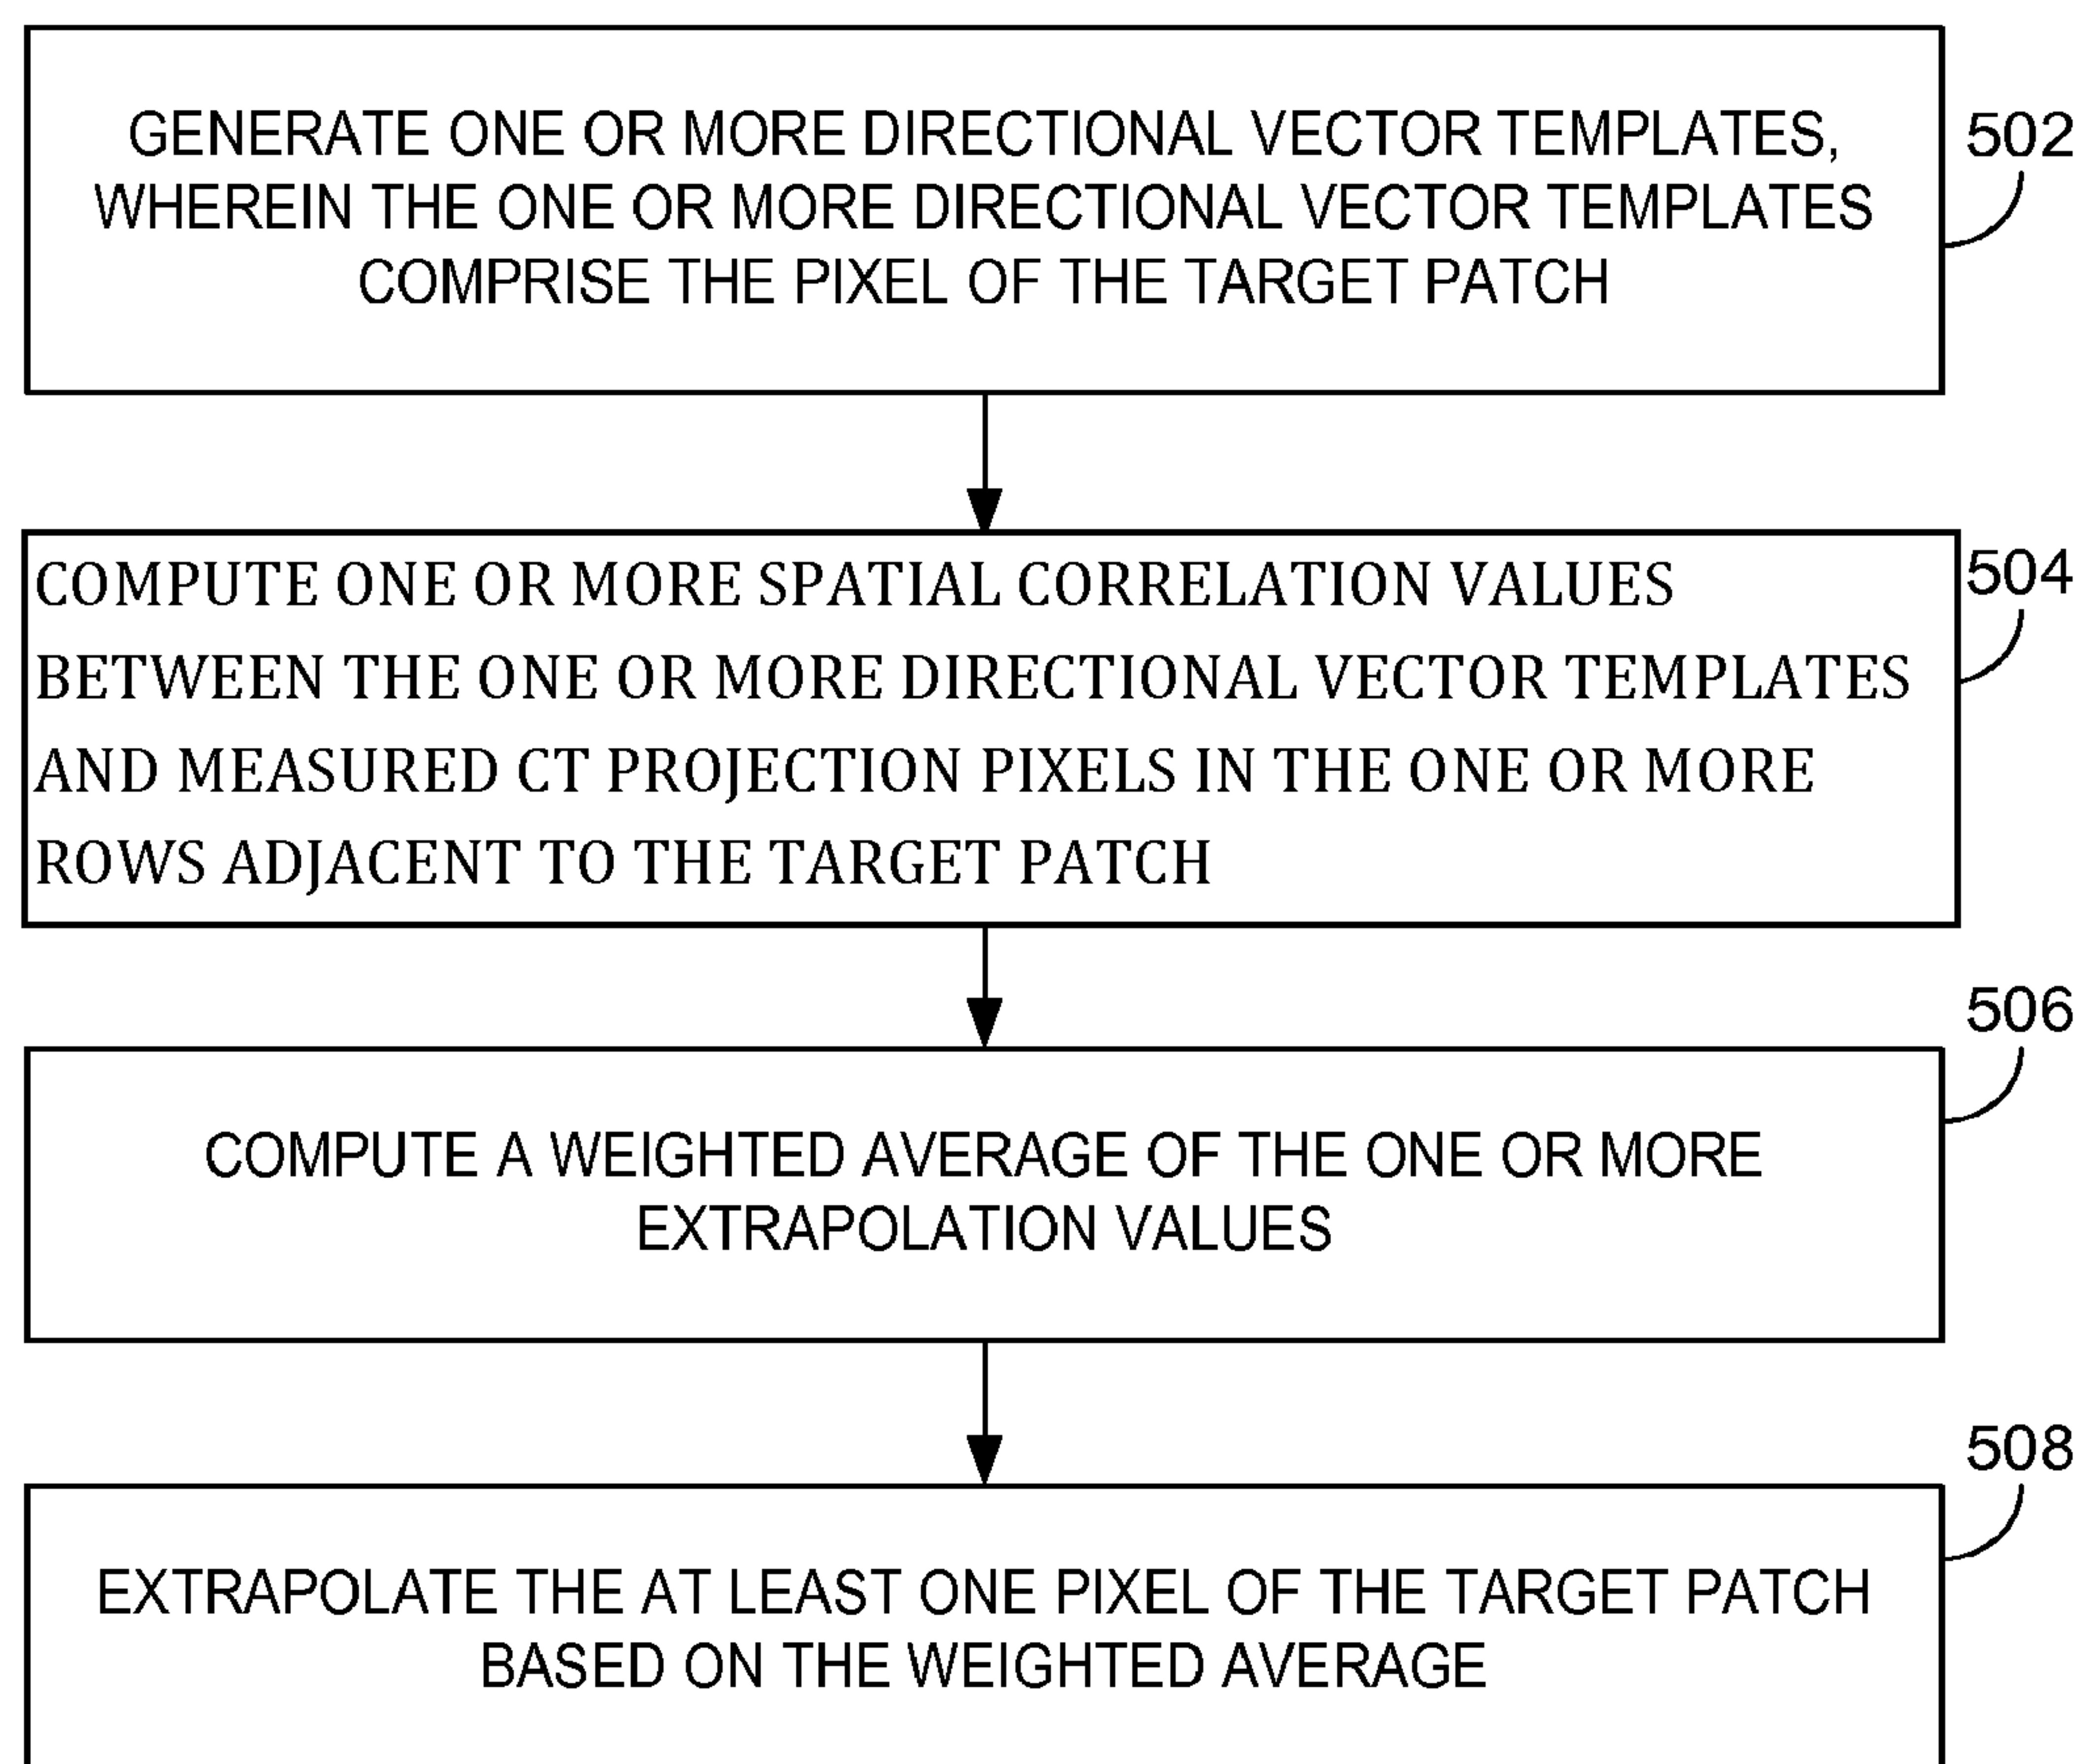 GENERATE ONE OR MORE DIRECTIONAL VECTOR TEMPLATES,
WHEREIN THE ONE OR MORE DIRECTIONAL VECTOR TEMPLATES
COMPRISE THE PIXEL OF THE TARGET PATCH
502
COMPUTE ONE OR MORE SPATIAL CORRELATION VALUES
BETWEEN THE ONE OR MORE DIRECTIONAL VECTOR TEMPLATES
AND MEASURED CT PROJECTION PIXELS IN THE ONE OR MORE
ROWS ADJACENT TO THE TARGET PATCH
504
COMPUTE A WEIGHTED AVERAGE OF THE ONE OR MORE
EXTRAPOLATION VALUES
506
EXTRAPOLATE THE AT LEAST ONE PIXEL OF THE TARGET PATCH
BASED ON THE WEIGHTED AVERAGE
508